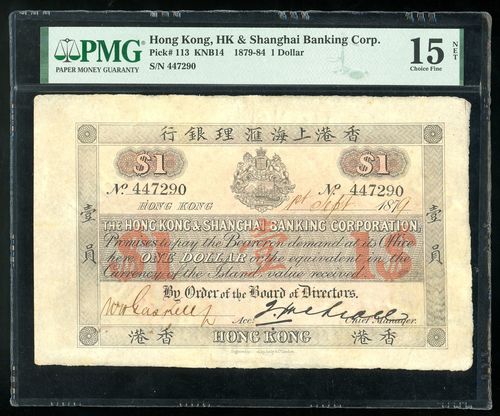 PMG
PAPER MONEY GUARANTY
Hong Kong, HK & Shanghai Banking Corp.
Pick# 113 KNB14 1879-84 1 Dollar
S/N 447290
15 NET
Choice Fine
行銀理滙海上港香
$1 $1
No. 447290 No. 447290
HONG KONG 1st Sept 1879
壹員
壹員
THE HONG KONG & SHANGHAI BANKING CORPORATION,
Promises to pay the Bearer on demand at its Office
here ONE DOLLAR or the equivalent in the
Currency of the Island, value received.
By Order of the Board of Directors.
Acc. Chief Manager.
港香 HONG KONG 港香